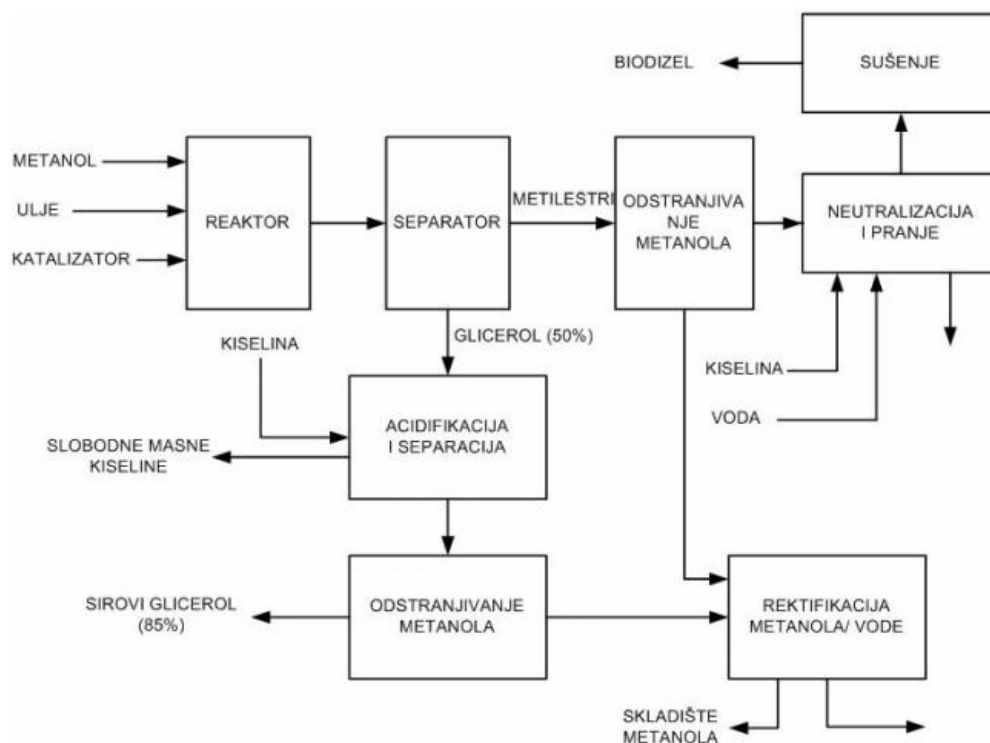 BIODIZEL
SUŠENJE
METANOL
ULJE
KATALIZATOR
REAKTOR
SEPARATOR
METILESTRI
ODSTRANJIVA
NJE
METANOLA
NEUTRALIZACIJA
I PRANJE
GLICEROL (50%)
KISELINA
KISELINA
VODA
ACIDIFIKACIJA
I SEPARACIJA
SLOBODNE MASNE
KISELINE
SIROVI GLICEROL
(85%)
ODSTRANJIVANJE
METANOLA
REKTIFIKACIJA
METANOLA/ VODE
SKLADIŠTE
METANOLA